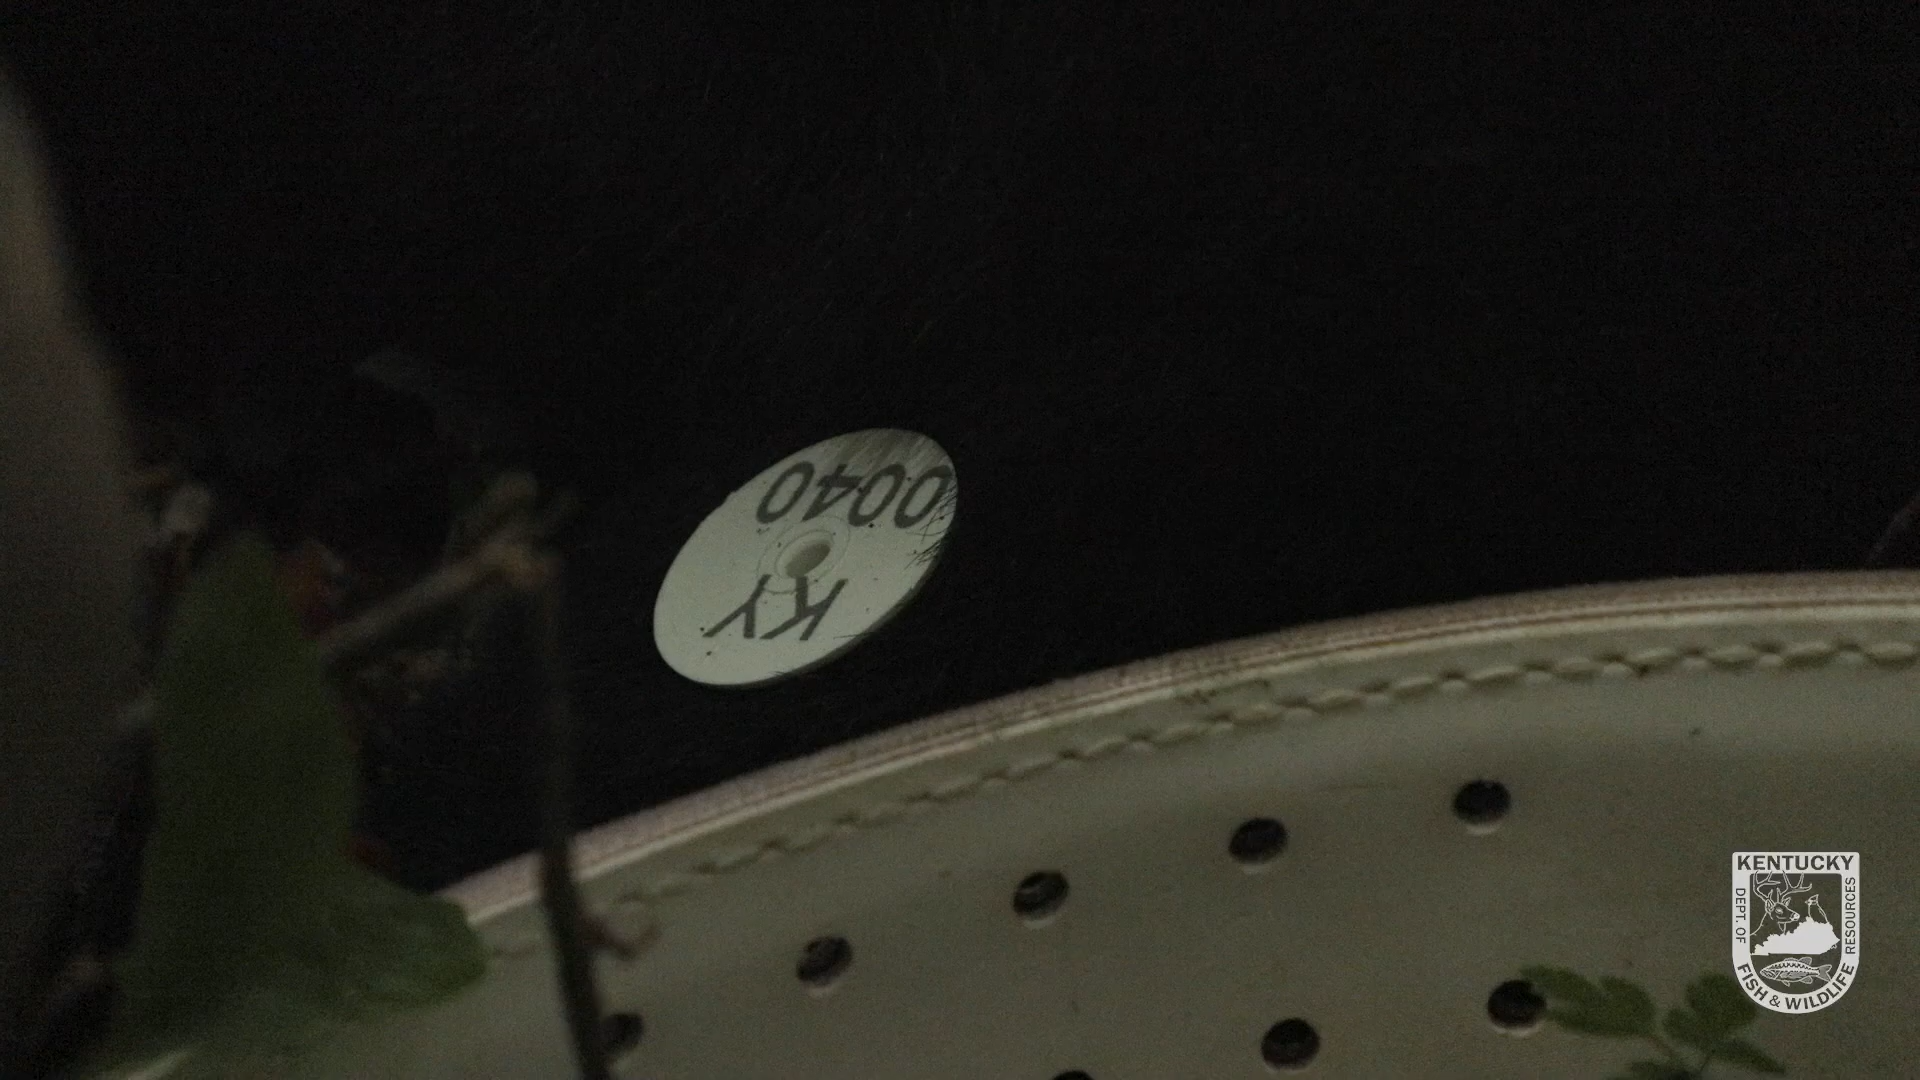 KY
0040
KENTUCKY
DEPT. OF
FISH & WILDLIFE
RESOURCES